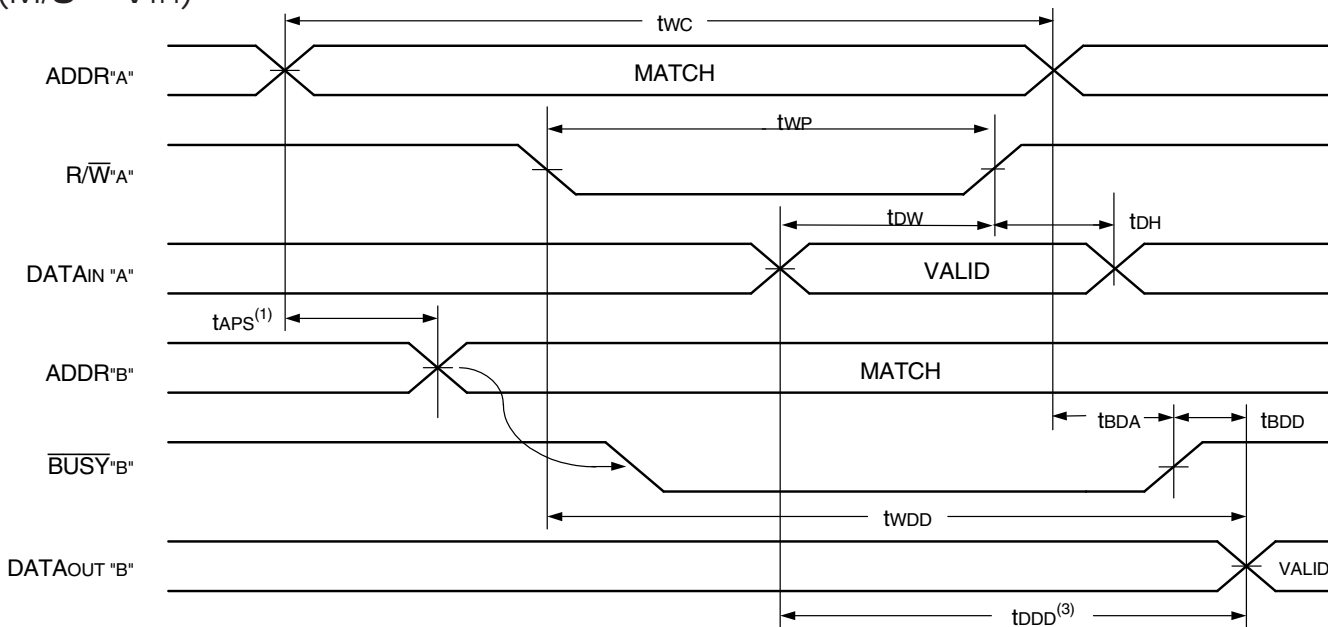 tWC
ADDR"A"
MATCH
tWP
R/W̅"A"
tDW
tDH
DATAIN "A"
VALID
tAPS(1)
ADDR"B"
MATCH
tBDA
tBDD
B̅U̅S̅Y̅"B"
tWDD
DATAOUT "B"
VALID
tDDD(3)